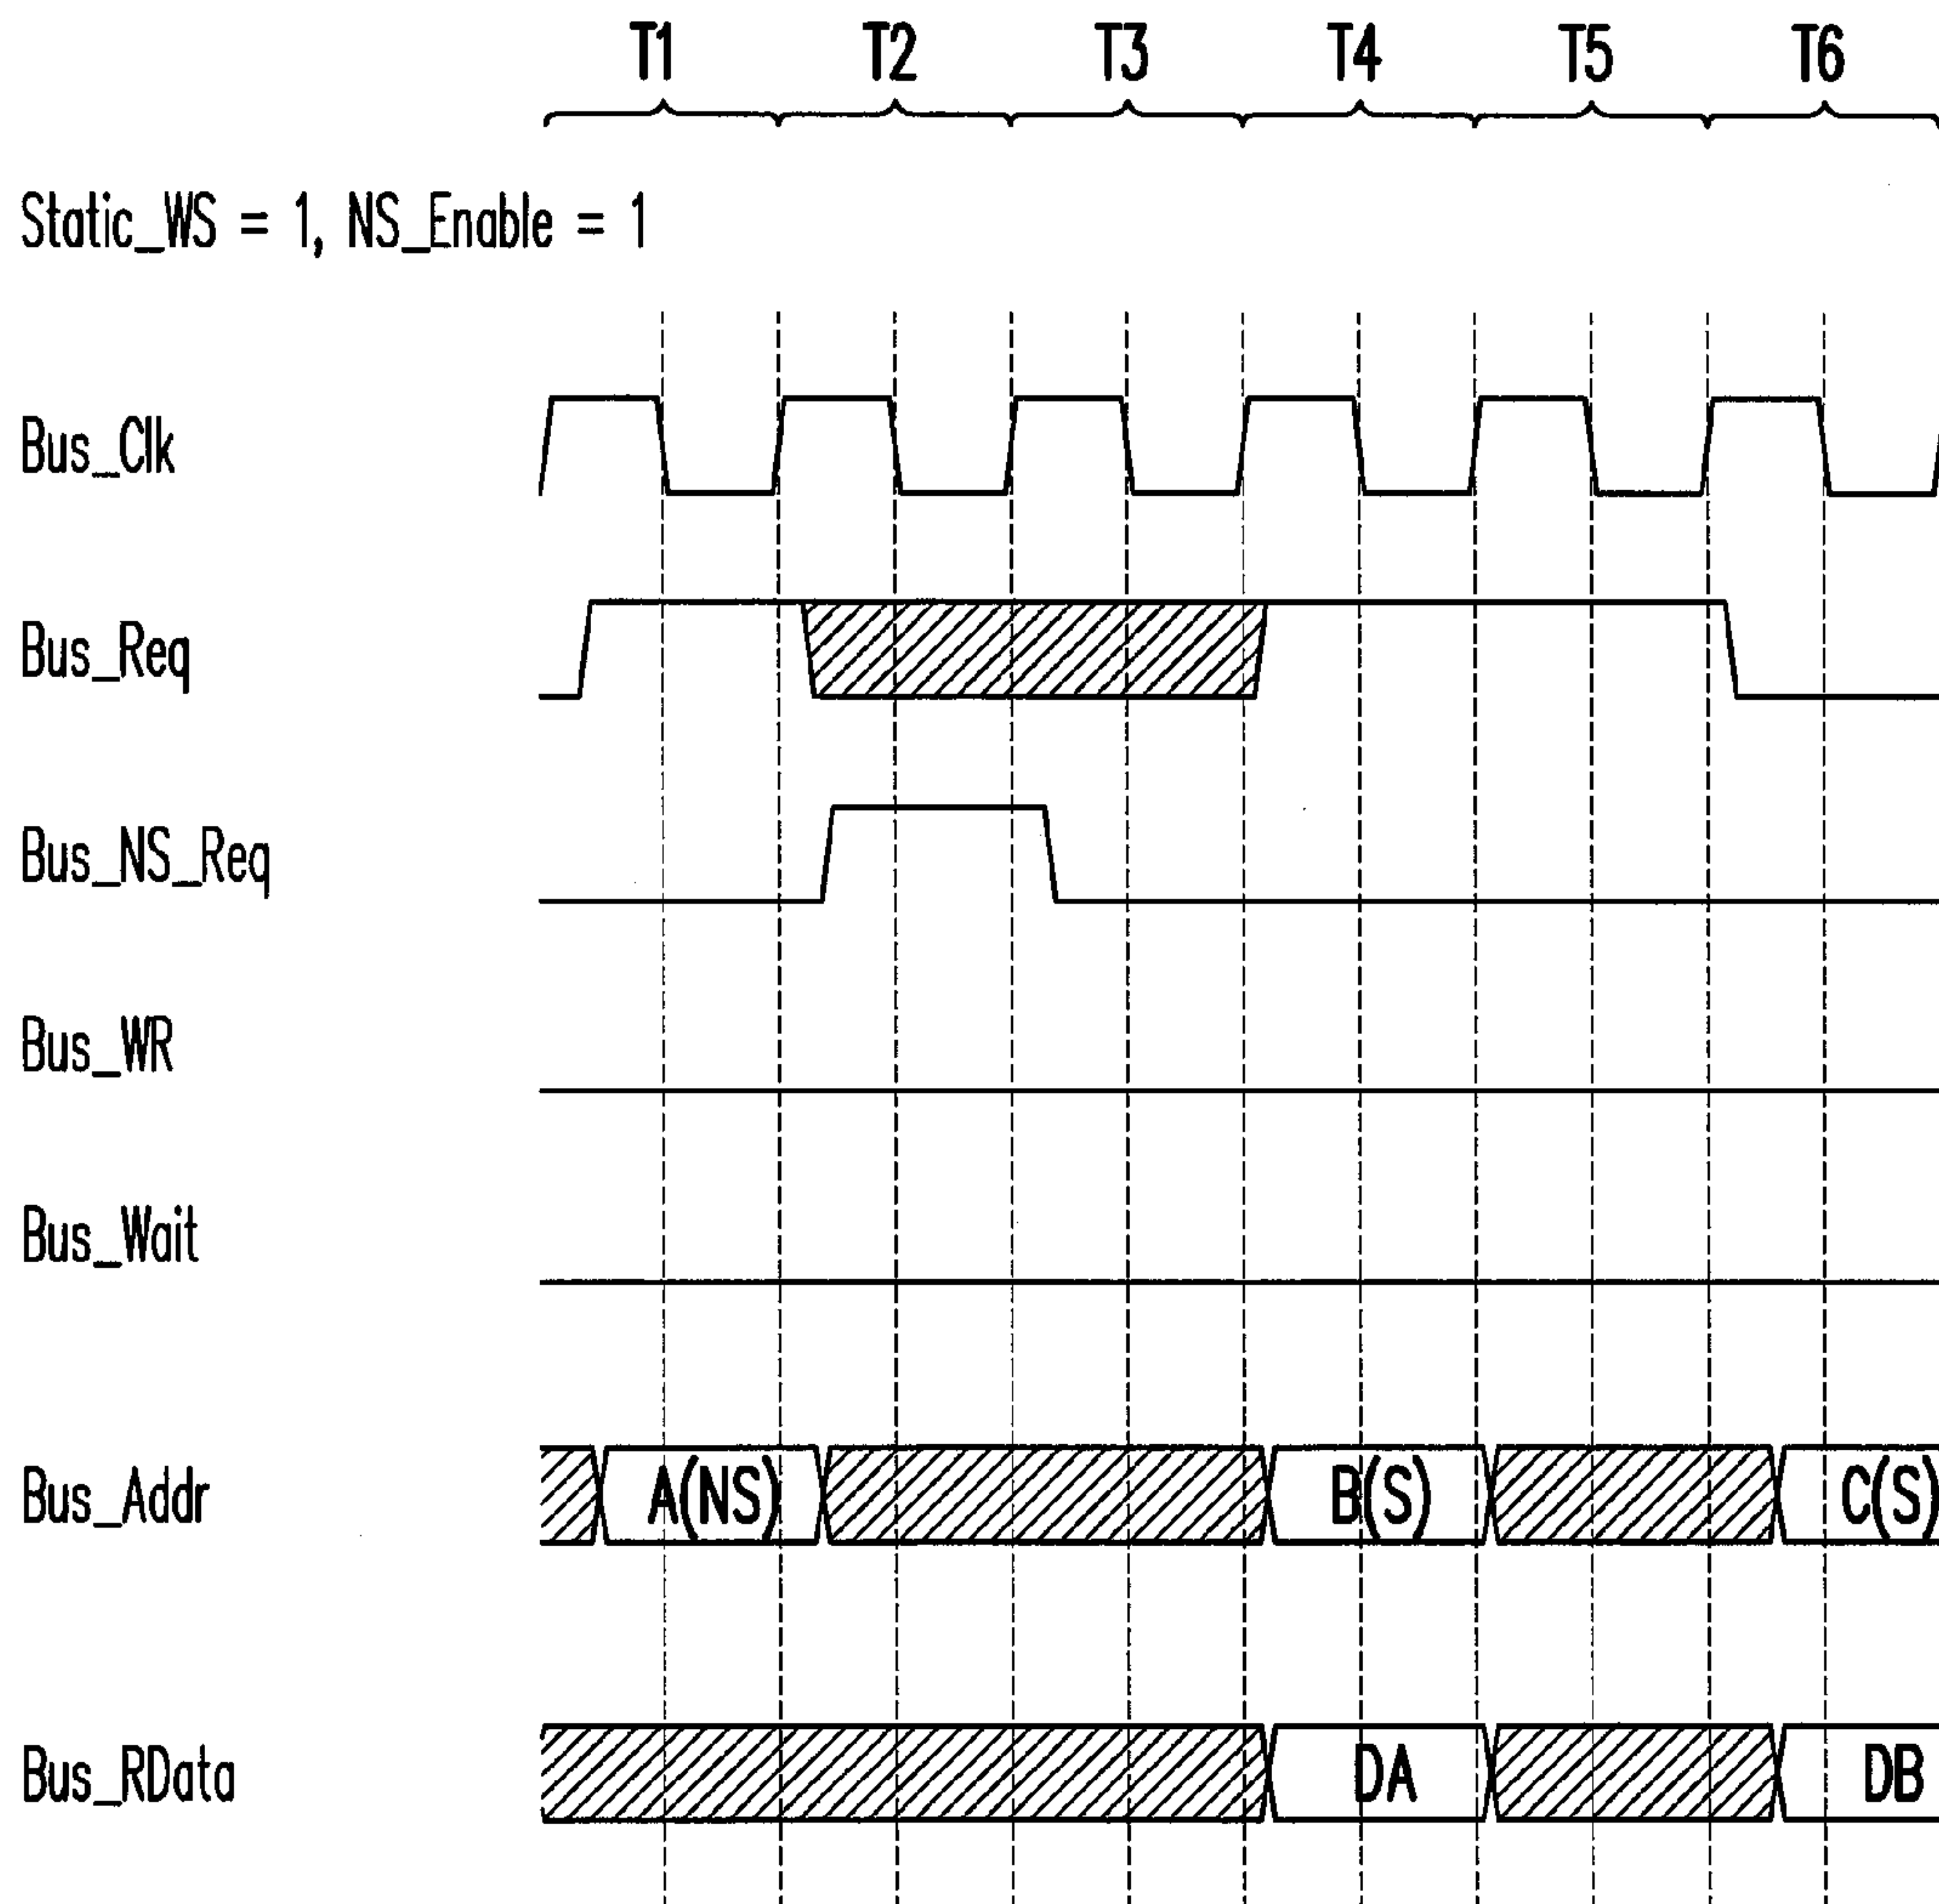 T1 T2 T3 T4 T5 T6
Static_WS = 1, NS_Enable = 1
Bus_Clk
Bus_Req
Bus_NS_Req
Bus_WR
Bus_Wait
Bus_Addr A(NS) B(S) C(S)
Bus_RData DA DB